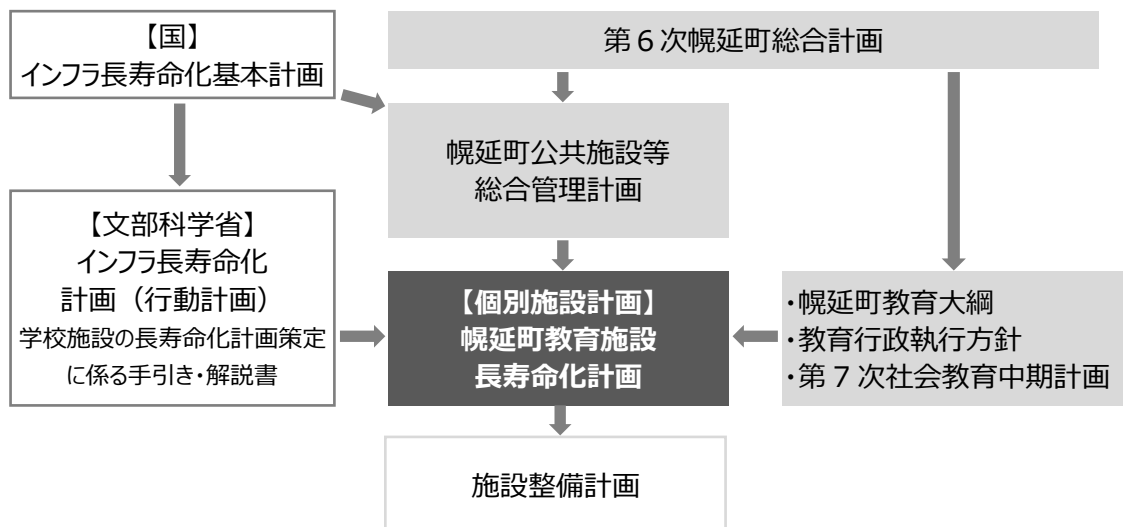 【国】
インフラ長寿命化基本計画
第６次幌延町総合計画
幌延町公共施設等
総合管理計画
【文部科学省】
インフラ長寿命化
計画（行動計画）
学校施設の長寿命化計画策定
に係る手引き・解説書
【個別施設計画】
幌延町教育施設
長寿命化計画
・幌延町教育大綱
・教育行政執行方針
・第７次社会教育中期計画
施設整備計画